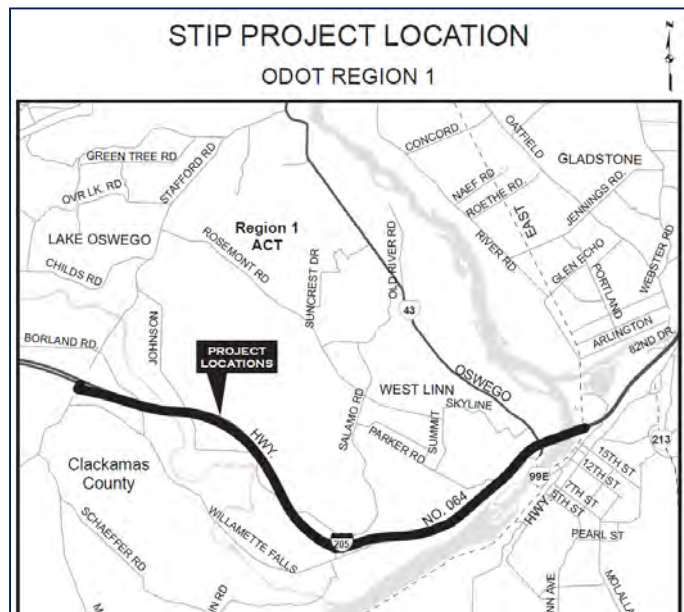 STIP PROJECT LOCATION
ODOT REGION 1
N
CONCORD
OATFIELD
GLADSTONE
GREEN TREE RD
STAFFORD RD
NAEF RD
ROETHE RD.
JENNINGS RD.
OVR LK. RD
Region 1
ACT
RIVER RD.
EAST
LAKE OSWEGO
ROSEMONT RD
SUNCREST DR
OLD RIVER RD
GLEN ECHO
PORTLAND
WEBSTER RD
CHILDS RD
43
ARLINGTON
82ND DR.
BORLAND RD.
JOHNSON
PROJECT
LOCATIONS
OSWEGO
WEST LINN
SKYLINE
HWY.
SALAMO RD
SUMMIT
PARKER RD
213
Clackamas
County
NO. 064
99E
15TH ST
12TH ST
7TH ST
5TH ST
HWY.
WILLAMETTE FALLS
205
PEARL ST
SCHAEFFER RD
N RD
NN AVE
MOLALLA